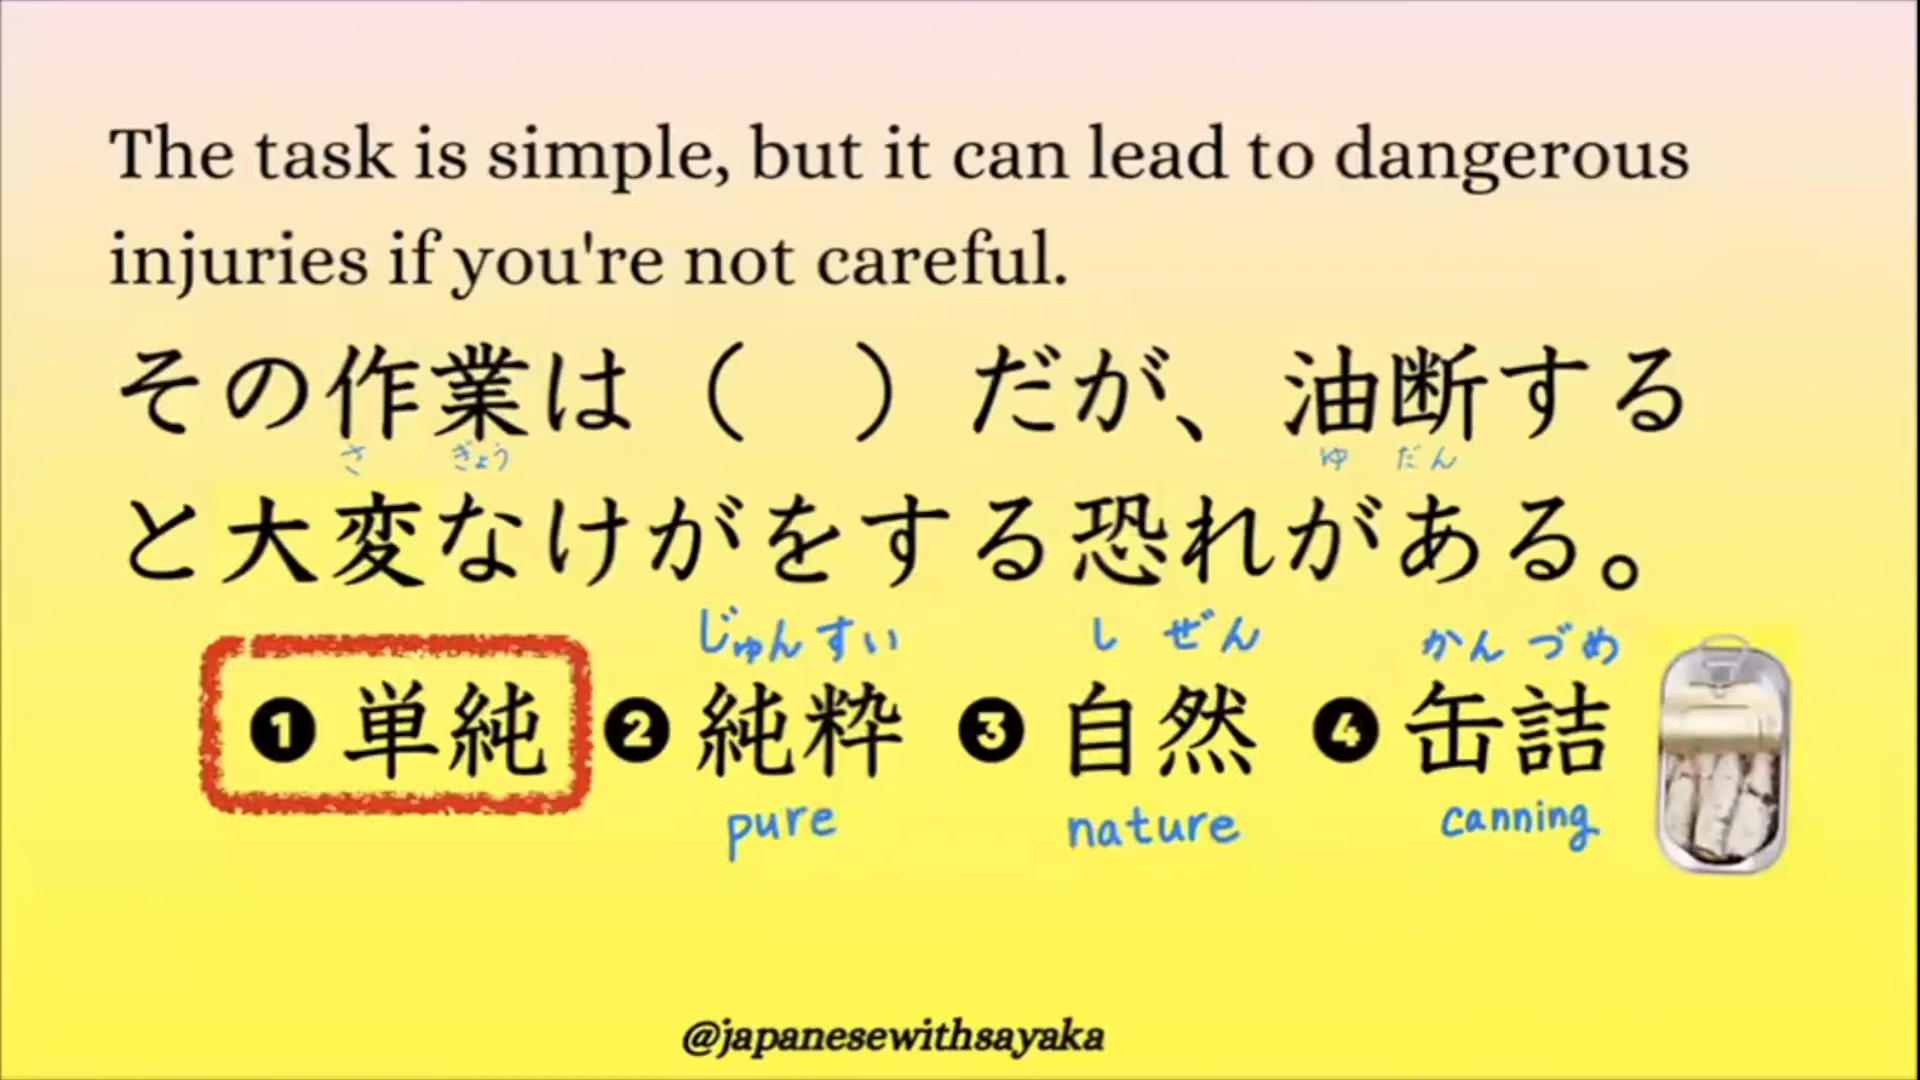 The task is simple, but it can lead to dangerous
injuries if you're not careful.
その作業は（　）だが、油断する
さ ぎょう ゆ だん
と大変なけがをする恐れがある。
じゅんすい し ぜん かんづめ
❶ 単純 ❷ 純粋 ❸ 自然 ❹ 缶詰
pure nature canning
@japanesewithsayaka